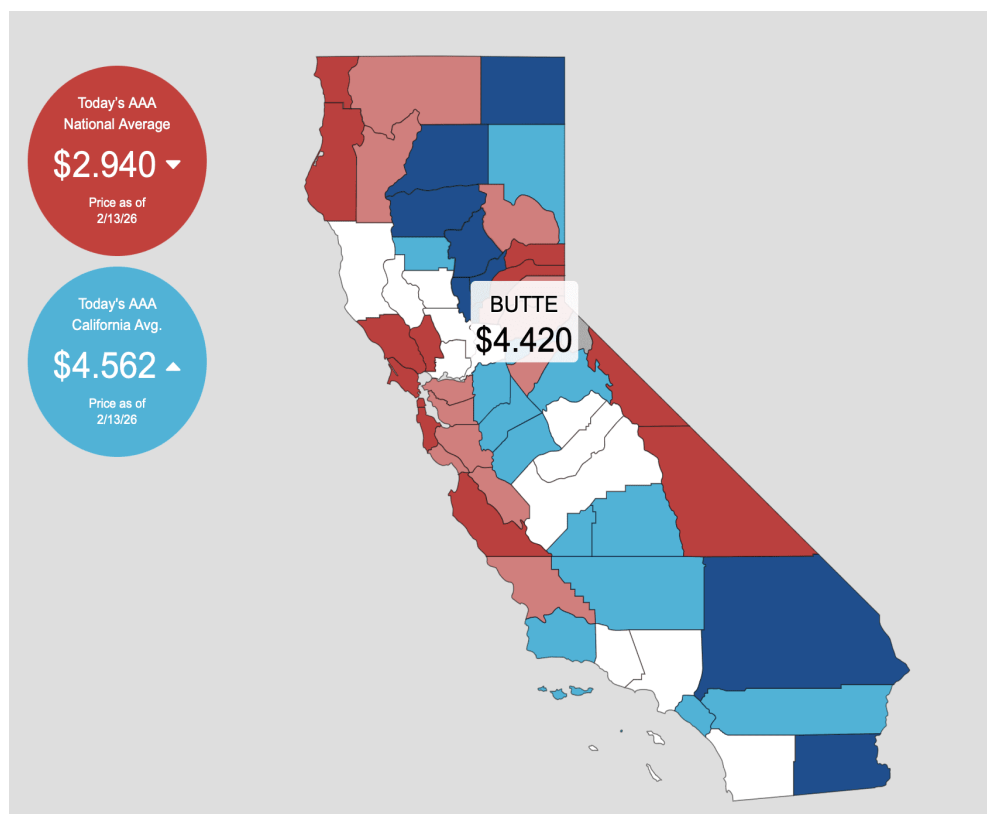 Today's AAA
National Average
$2.940
Price as of
2/13/26
Today's AAA
California Avg.
$4.562
Price as of
2/13/26
BUTTE
$4.420